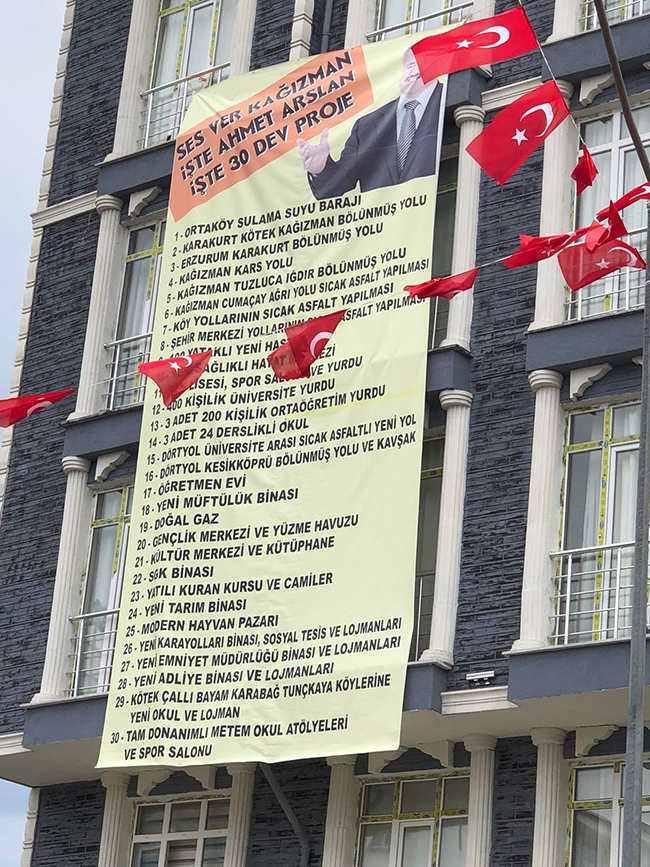 SES VER KAĞIZMAN
İŞTE AHMET ARSLAN
İŞTE 30 DEV PROJE
1 - ORTAKÖY SULAMA SUYU BARAJI
2 - KARAKURT KÖTEK KAĞIZMAN BÖLÜNMÜŞ YOLU
3 - ERZURUM KARAKURT BÖLÜNMÜŞ YOLU
4 - KAĞIZMAN KARS YOLU
5 - KAĞIZMAN TUZLUCA IĞDIR BÖLÜNMÜŞ YOLU
6 - KAĞIZMAN CUMAÇAY AĞRI YOLU SICAK ASFALT YAPILMASI
7 - KÖY YOLLARININ SICAK ASFALT YAPILMASI
8 - ŞEHİR MERKEZİ YOLLARININ ASFALT YAPILMASI
YENİ
SAĞLIKLI
SPOR YURDU
12 - 400 KİŞİLİK ÜNİVERSİTE YURDU
13 - 3 ADET 200 KİŞİLİK ORTAÖĞRETİM YURDU
14 - 3 ADET 24 DERSLİKLİ OKUL
15 - DÖRTYOL ÜNİVERSİTE ARASI SICAK ASFALTLI YENİ YOL
16 - DÖRTYOL KESİKKÖPRÜ BÖLÜNMÜŞ YOLU VE KAVŞAK
17 - ÖĞRETMEN EVİ
18 - YENİ MÜFTÜLÜK BİNASI
19 - DOĞAL GAZ
20 - GENÇLİK MERKEZİ VE YÜZME HAVUZU
21 - KÜLTÜR MERKEZİ VE KÜTÜPHANE
22 - SGK BİNASI
23 - YATILI KURAN KURSU VE CAMİLER
24 - YENİ TARIM BİNASI
25 - MODERN HAYVAN PAZARI
26 - YENİ KARAYOLLARI BİNASI, SOSYAL TESİS VE LOJMANLARI
27 - YENİ EMNİYET MÜDÜRLÜĞÜ BİNASI VE LOJMANLARI
28 - YENİ ADLİYE BİNASI VE LOJMANLARI
29 - KÖTEK ÇALLI BAYAM KARABAĞ TUNÇKAYA KÖYLERİNE
YENİ OKUL VE LOJMAN
30 - TAM DONANIMLI METEM OKUL ATÖLYELERİ
VE SPOR SALONU